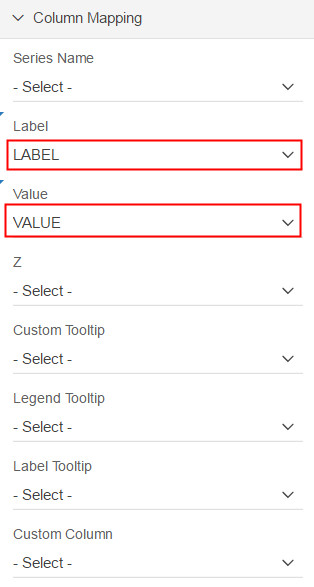 Column Mapping
Series Name
- Select -
Label
LABEL
Value
VALUE
Z
- Select -
Custom Tooltip
- Select -
Legend Tooltip
- Select -
Label Tooltip
- Select -
Custom Column
- Select -